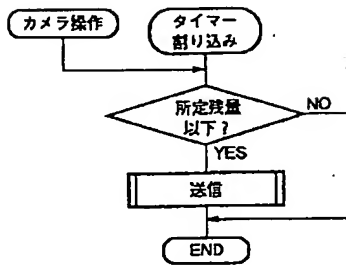 カメラ操作
タイマー
割り込み
所定残量
以下?
NO
YES
送信
END